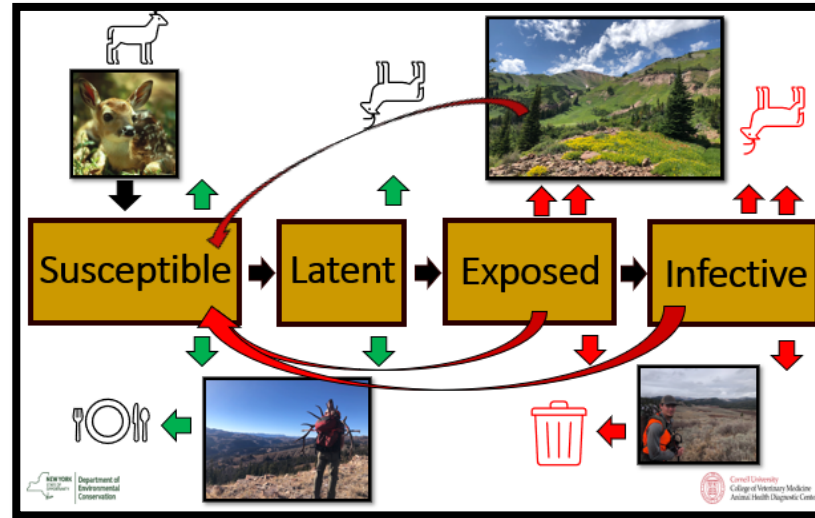 Susceptible
Latent
Exposed
Infective
NEW YORK
STATE OF
OPPORTUNITY
Department of
Environmental
Conservation
Cornell University
College of Veterinary Medicine
Animal Health Diagnostic Center